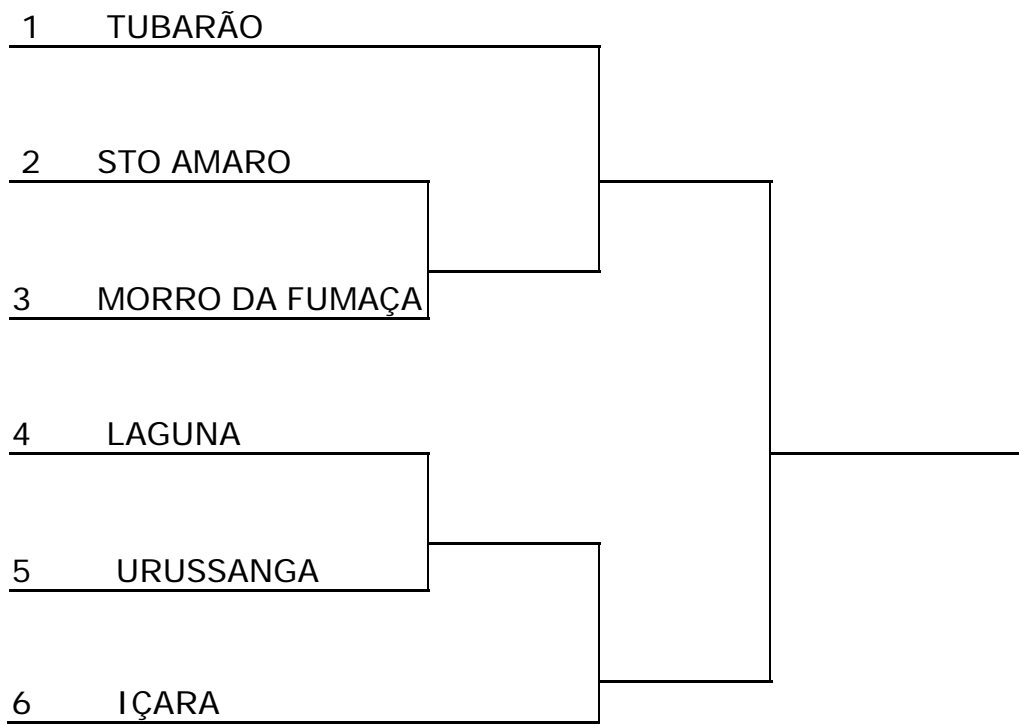 1 TUBARÃO
2 STO AMARO
3 MORRO DA FUMAÇA
4 LAGUNA
5 URUSSANGA
6 IÇARA